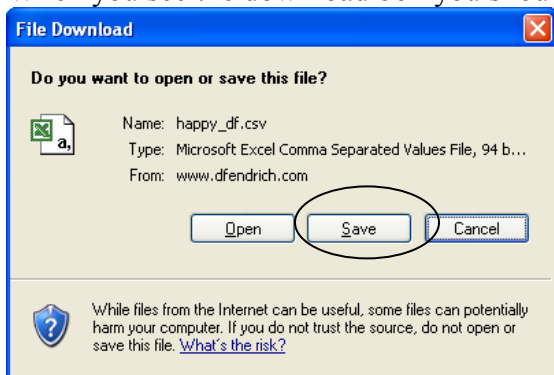 File Download
Do you want to open or save this file?
Name: happy_df.csv
Type: Microsoft Excel Comma Separated Values File, 94 b...
From: www.dfendrich.com
Open Save Cancel
While files from the Internet can be useful, some files can potentially
harm your computer. If you do not trust the source, do not open or
save this file. What's the risk?